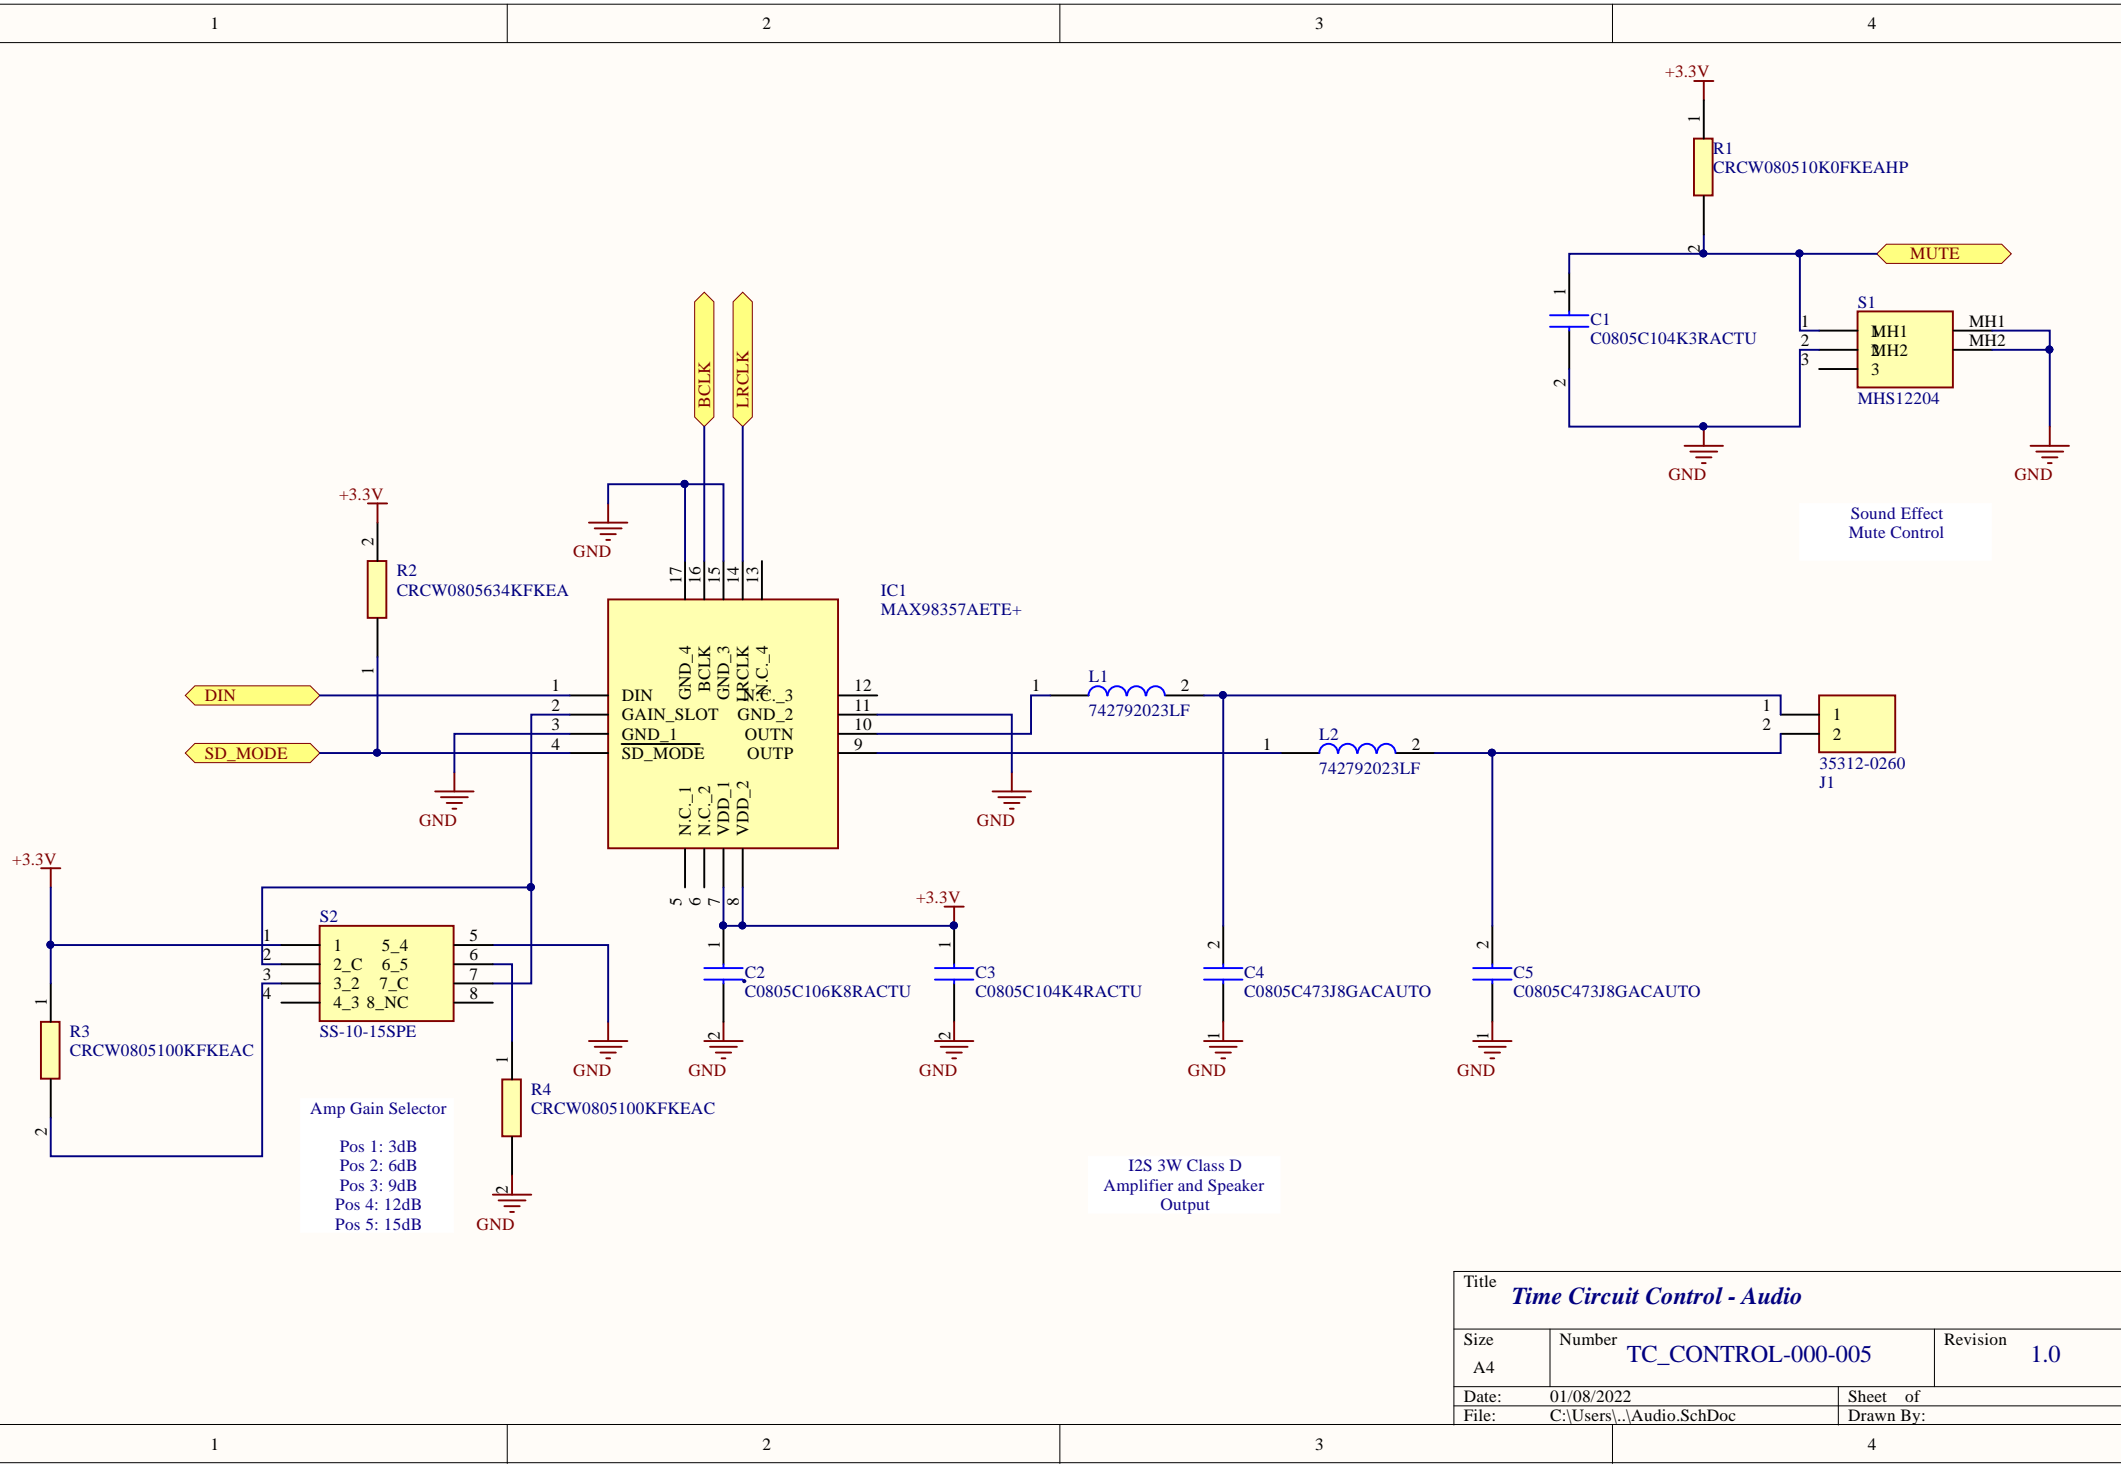 1
2
3
4
+3.3V
1
R1
CRCW080510K0FKEAHP
2
MUTE
1
C1
C0805C104K3RACTU
2
S1
1
2
3
MH1
MH2
3
MH1
MH2
MHS12204
GND
GND
Sound Effect
Mute Control
BCLK
LRCLK
GND
+3.3V
2
R2
CRCW0805634KFKEA
1
17
16
15
14
13
IC1
MAX98357AETE+
GND_4
BCLK
GND_3
LRCLK
N.C._4
DIN
SD_MODE
1
2
3
4
DIN
GAIN_SLOT
GND_1
SD_MODE
N.C._3
GND_2
OUTN
OUTP
12
11
10
9
N.C._1
N.C._2
VDD_1
VDD_2
5
6
7
8
GND
GND
1
L1
2
742792023LF
1
L2
2
742792023LF
1
2
1
2
35312-0260
J1
+3.3V
S2
1
2
3
4
1
2_C
3_2
4_3
5_4
6_5
7_C
8_NC
5
6
7
8
SS-10-15SPE
1
R3
CRCW0805100KFKEAC
2
GND
1
R4
CRCW0805100KFKEAC
2
GND
+3.3V
1
C2
C0805C106K8RACTU
2
GND
1
C3
C0805C104K4RACTU
2
GND
2
C4
C0805C473J8GACAUTO
1
GND
2
C5
C0805C473J8GACAUTO
1
GND
Amp Gain Selector
Pos 1: 3dB
Pos 2: 6dB
Pos 3: 9dB
Pos 4: 12dB
Pos 5: 15dB
I2S 3W Class D
Amplifier and Speaker
Output
Title
Time Circuit Control - Audio
Size
A4
Number
TC_CONTROL-000-005
Revision
1.0
Date: 01/08/2022
Sheet of
File: C:\Users\..\Audio.SchDoc
Drawn By:
1
2
3
4